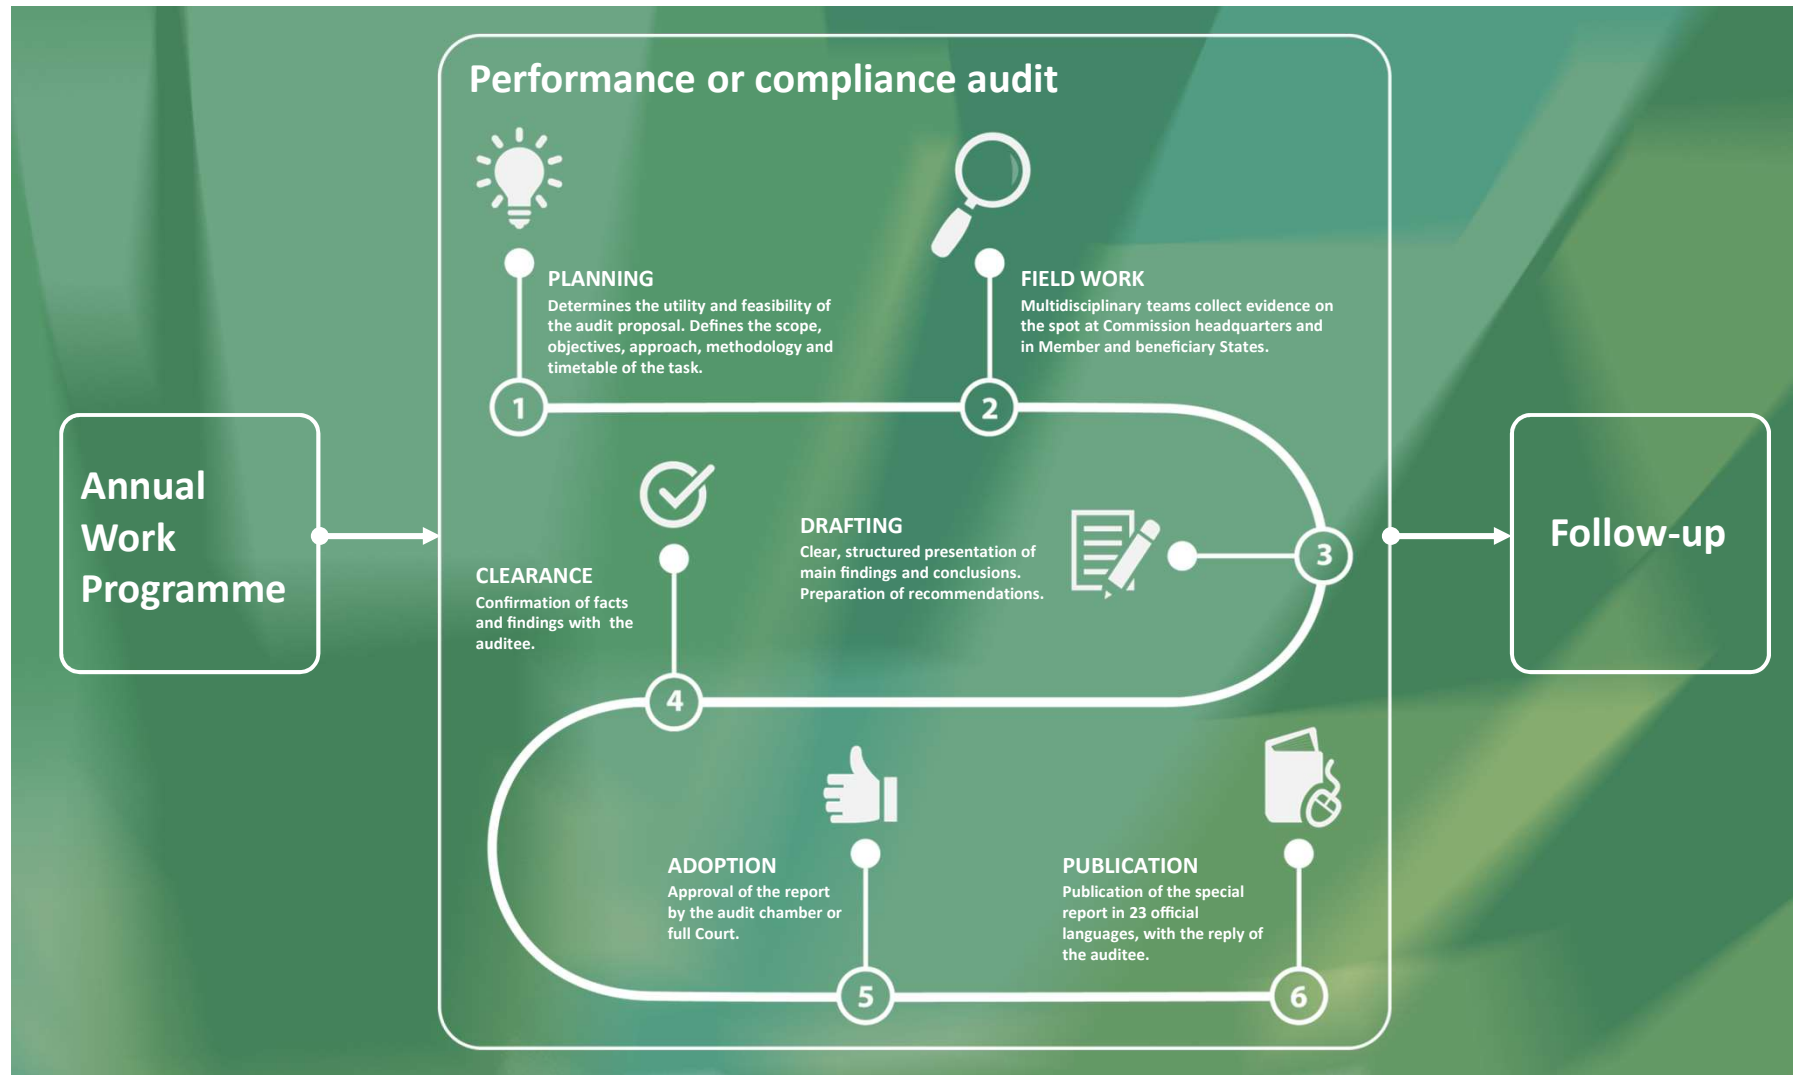 Performance or compliance audit
PLANNING
Determines the utility and feasibility of
the audit proposal. Defines the scope,
objectives, approach, methodology and
timetable of the task.
1
FIELD WORK
Multidisciplinary teams collect evidence on
the spot at Commission headquarters and
in Member and beneficiary States.
2
Annual
Work
Programme
DRAFTING
Clear, structured presentation of
main findings and conclusions.
Preparation of recommendations.
3
CLEARANCE
Confirmation of facts
and findings with the
auditee.
4
Follow-up
ADOPTION
Approval of the report
by the audit chamber or
full Court.
5
PUBLICATION
Publication of the special
report in 23 official
languages, with the reply of
the auditee.
6